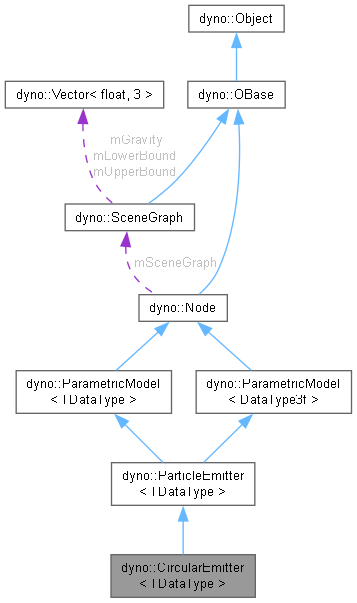 dyno::Object
dyno::Vector< float, 3 >
dyno::OBase
mGravity
mLowerBound
mUpperBound
dyno::SceneGraph
mSceneGraph
dyno::Node
dyno::ParametricModel
< TDataType >
dyno::ParametricModel
< DataType3f >
dyno::ParticleEmitter
< TDataType >
dyno::CircularEmitter
< TDataType >